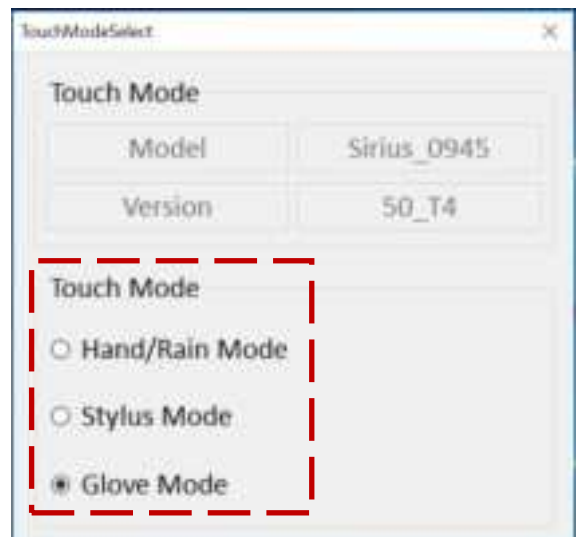 TouchModeSelect
Touch Mode
Model Sirius_0945
Version 50_T4
Touch Mode
Hand/Rain Mode
Stylus Mode
Glove Mode